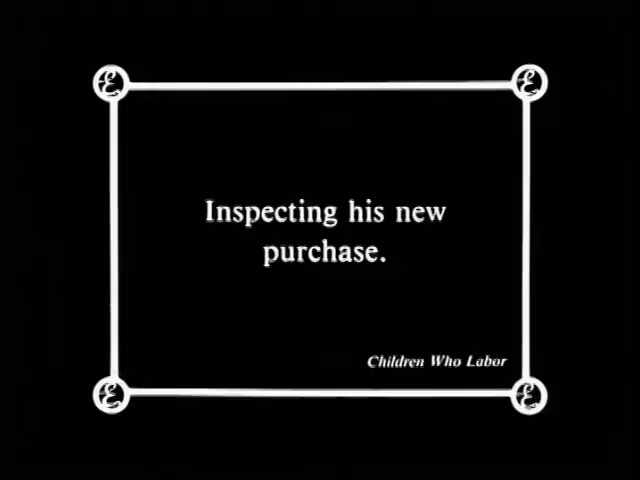 E E
Inspecting his new
purchase.
Children Who Labor
E E